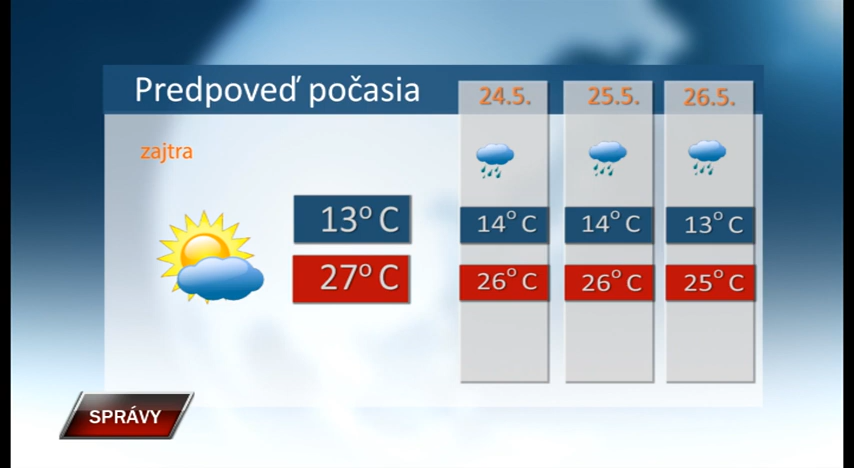 Predpoveď počasia
zajtra
13° C
27° C
24.5. 25.5. 26.5.
14° C 14° C 13° C
26° C 26° C 25° C
SPRÁVY